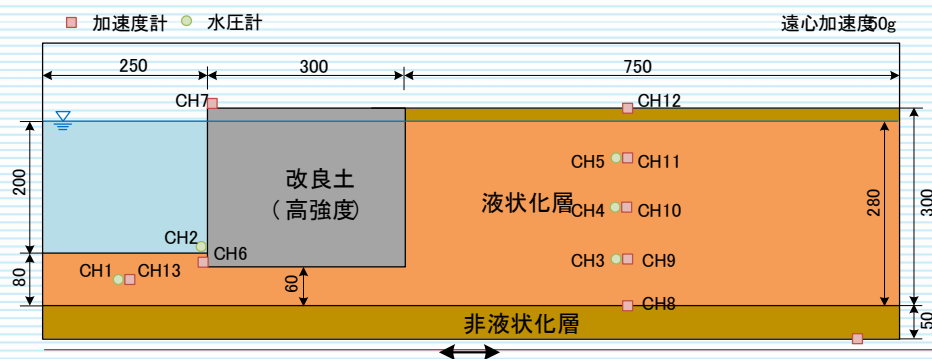 加速度計 水圧計
遠心加速度50g
250 300 750
CH7 CH12
CH5 CH11
改良土
(高強度)
液状化層
200
280
300
CH4 CH10
CH2
CH6
CH3 CH9
CH1 CH13
80
60
CH8
非液状化層
50